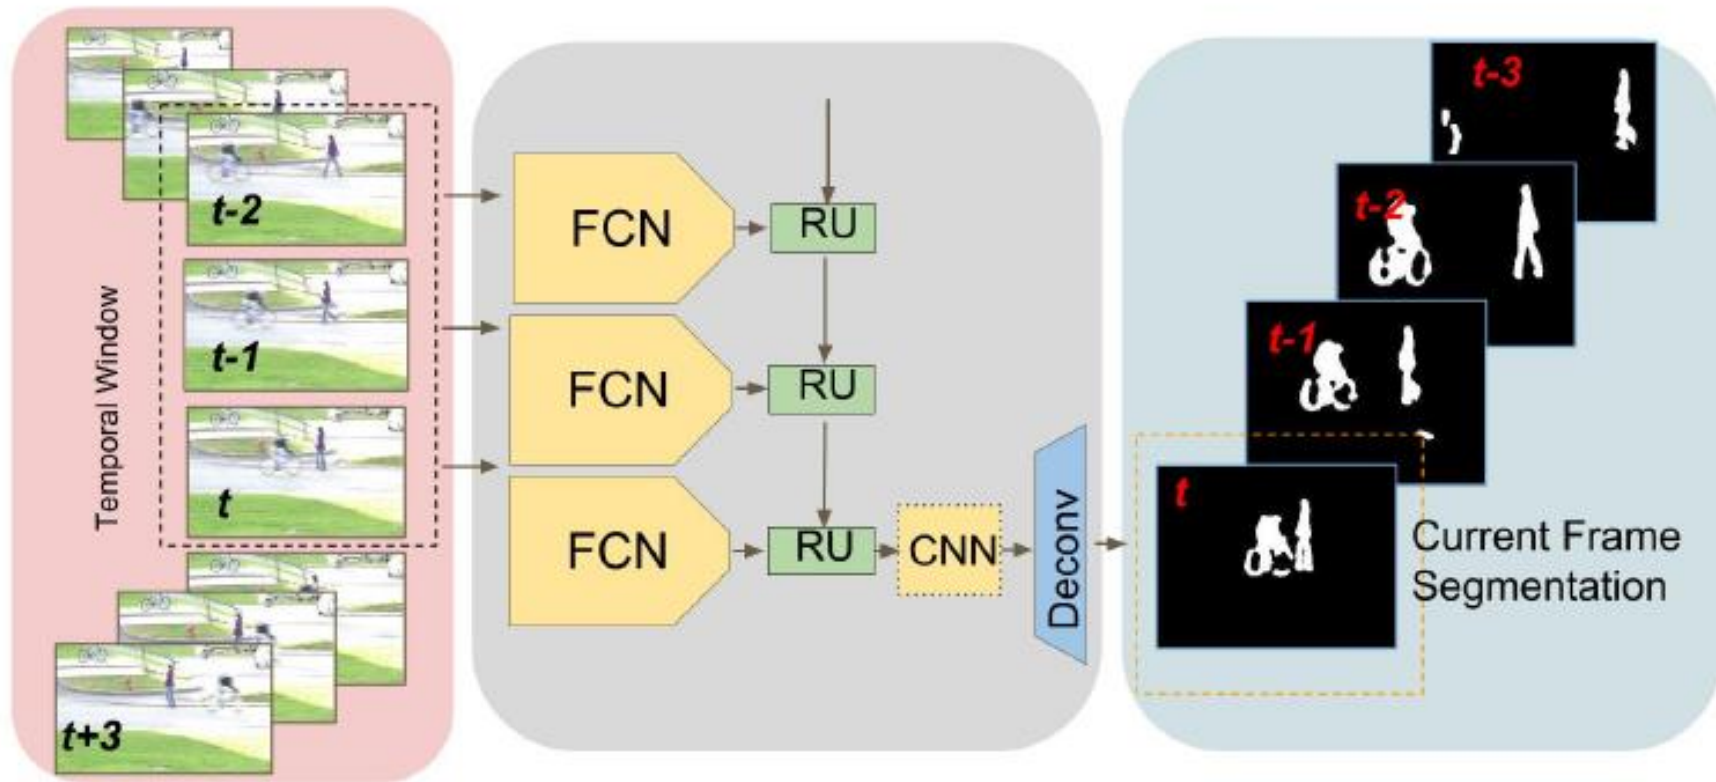 Temporal Window
t-2
t-1
t
t+3
FCN
RU
FCN
RU
FCN
RU
CNN
Deconv
t-3
t-2
t-1
t
Current Frame
Segmentation